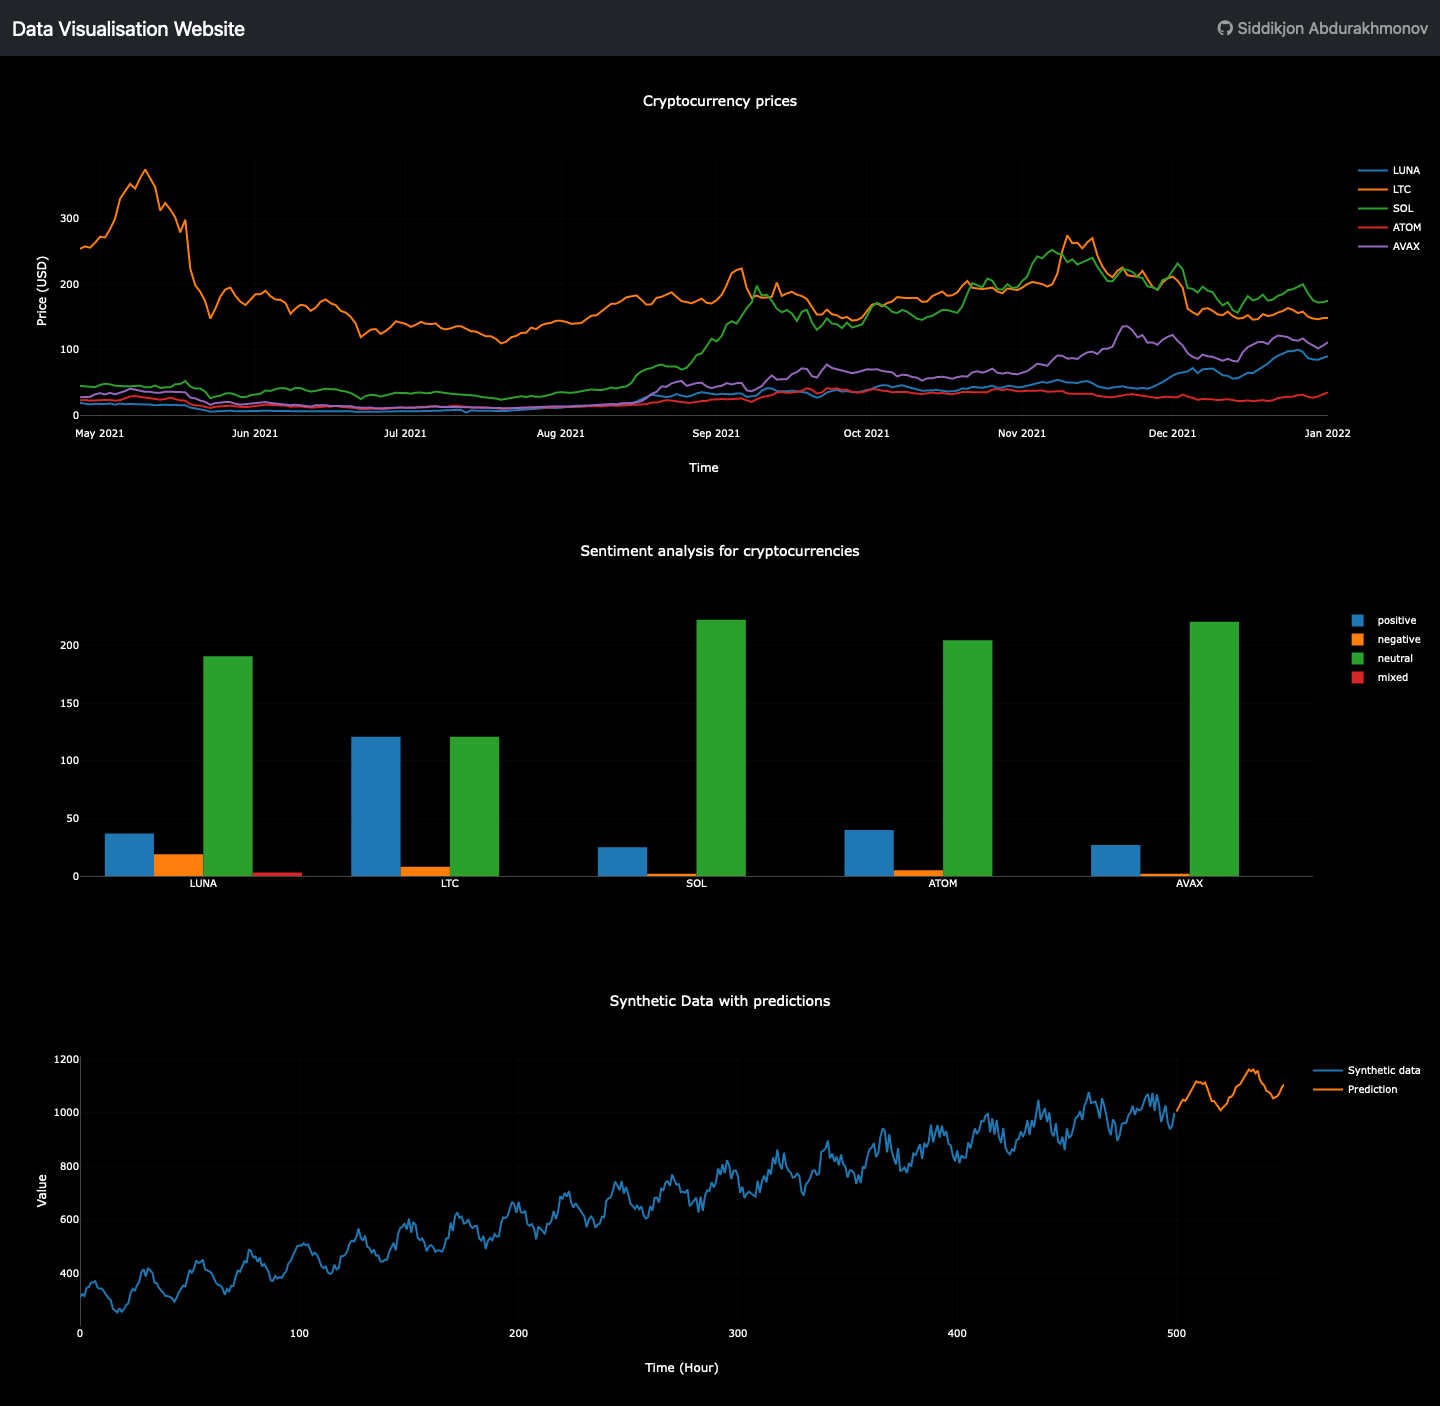 Data Visualisation Website
Siddikjon Abdurakhmonov
Cryptocurrency prices
LUNA
LTC
SOL
ATOM
AVAX
300
200
100
0
Price (USD)
May 2021 Jun 2021 Jul 2021 Aug 2021 Sep 2021 Oct 2021 Nov 2021 Dec 2021 Jan 2022
Time
Sentiment analysis for cryptocurrencies
positive
negative
neutral
mixed
200
150
100
50
0
LUNA LTC SOL ATOM AVAX
Synthetic Data with predictions
Synthetic data
Prediction
1200
1000
800
600
400
Value
0 100 200 300 400 500
Time (Hour)